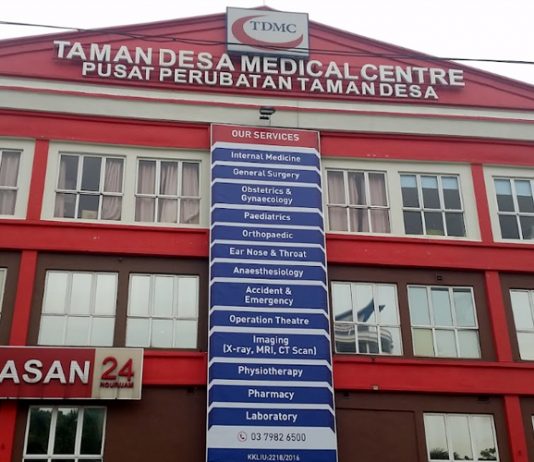 TDMC
TAMAN DESA MEDICAL CENTRE
PUSAT PERUBATAN TAMAN DESA
OUR SERVICES
Internal Medicine
General Surgery
Obstetrics &
Gynaecology
Paediatrics
Orthopaedic
Ear Nose & Throat
Anaesthesiology
Accident &
Emergency
Operation Theatre
Imaging
(X-ray, MRI, CT Scan)
Physiotherapy
Pharmacy
Laboratory
03 7982 6500
KKLIU:2218/2016
ASAN 24